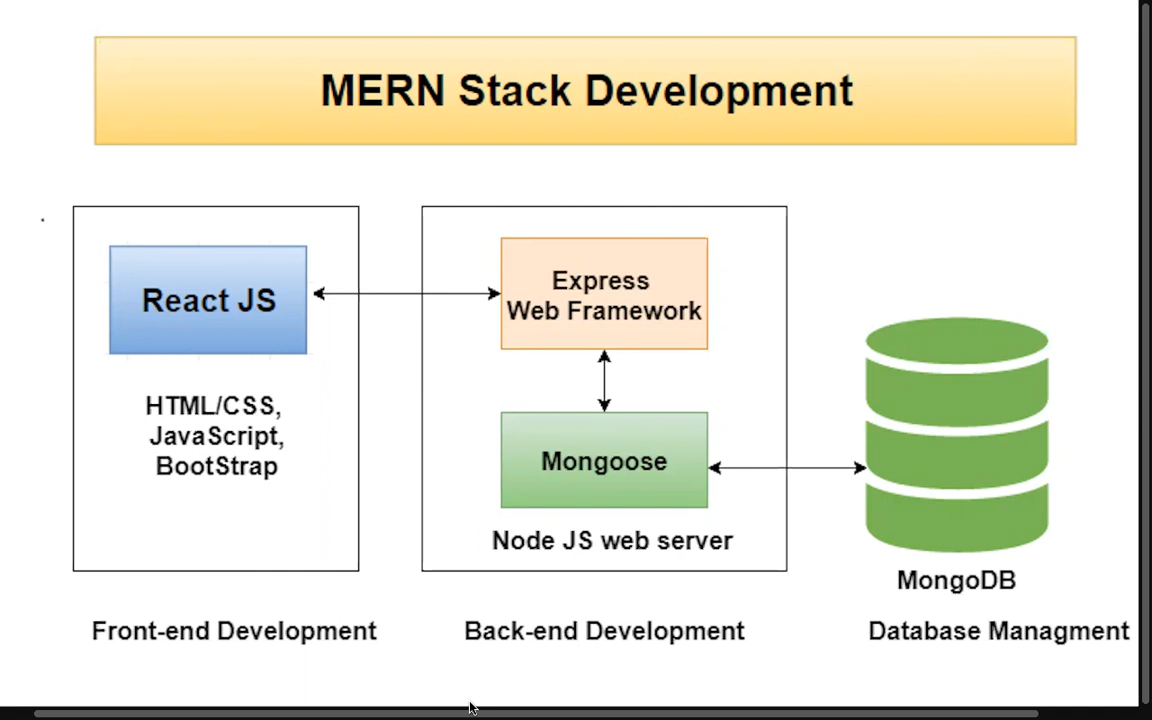 MERN Stack Development
React JS
HTML/CSS,
JavaScript,
BootStrap
Front-end Development
Express
Web Framework
Mongoose
Node JS web server
Back-end Development
MongoDB
Database Managment